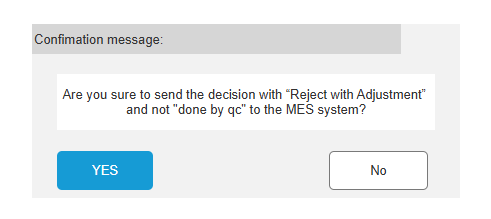 Confimation message:
Are you sure to send the decision with “Reject with Adjustment”
and not "done by qc" to the MES system?
YES
No